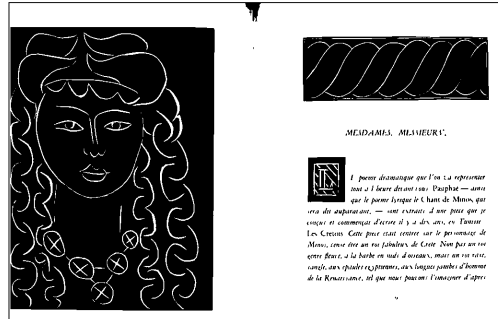 MESDAMES, MESSIEURS,
LE poème dramatique que l'on va représenter
tout à l'heure devant vous Pasiphaé — ainsi
que le poème lyrique le Chant de Minos, qui
sera dit auparavant, — sont extraits d'une pièce que je
conçus et commençai d'écrire il y a dix ans, en Tunisie
Les Crétois Cette pièce était centrée sur le personnage de
Minos, censé être un roi fabuleux de Crète Non pas un roi
genre fleuve, à la barbe en nids d'oiseaux, mais un roi rasé,
sanglé, aux épaules égyptiennes, aux longues jambes d'homme
de la Renaissance, tel que nous pouvons l'imaginer d'après